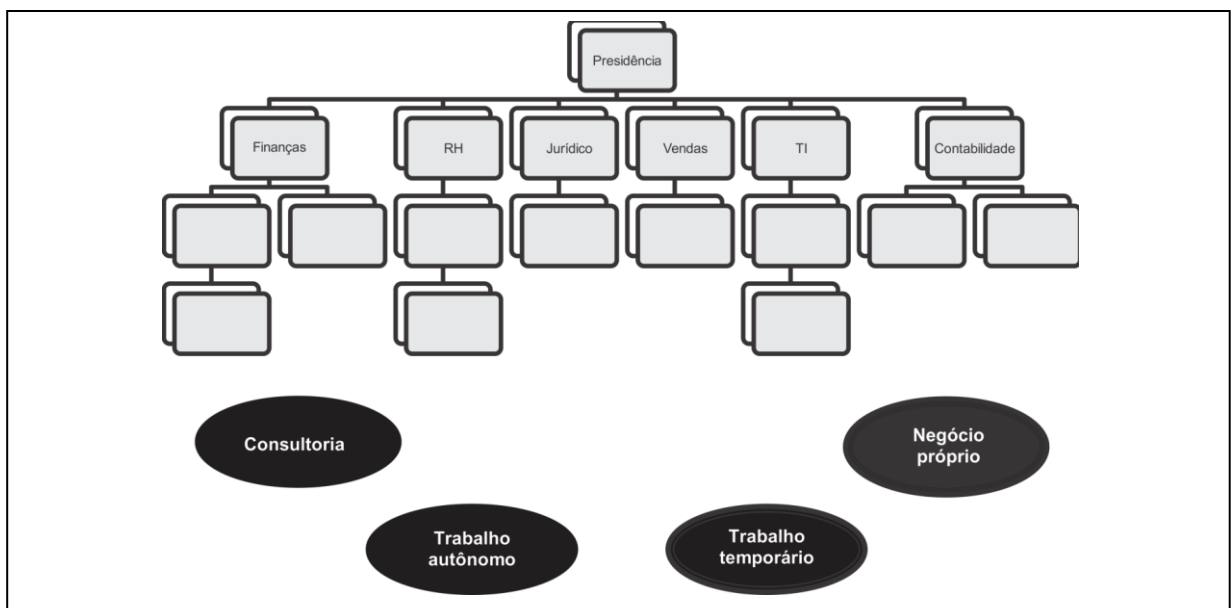 Presidência
Finanças
RH
Jurídico
Vendas
TI
Contabilidade
Consultoria
Negócio
próprio
Trabalho
autônomo
Trabalho
temporário